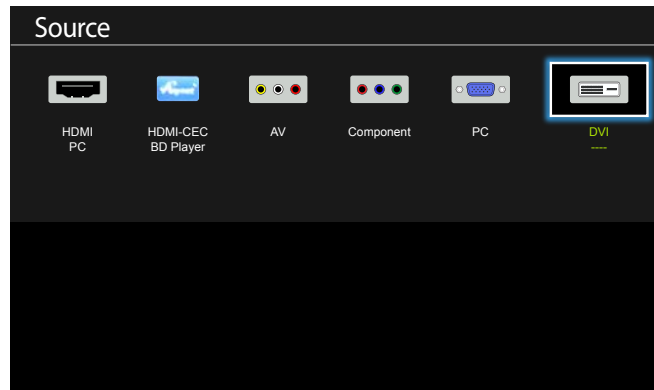 Source
HDMI
PC
HDMI-CEC
BD Player
AV
Component
PC
DVI
----